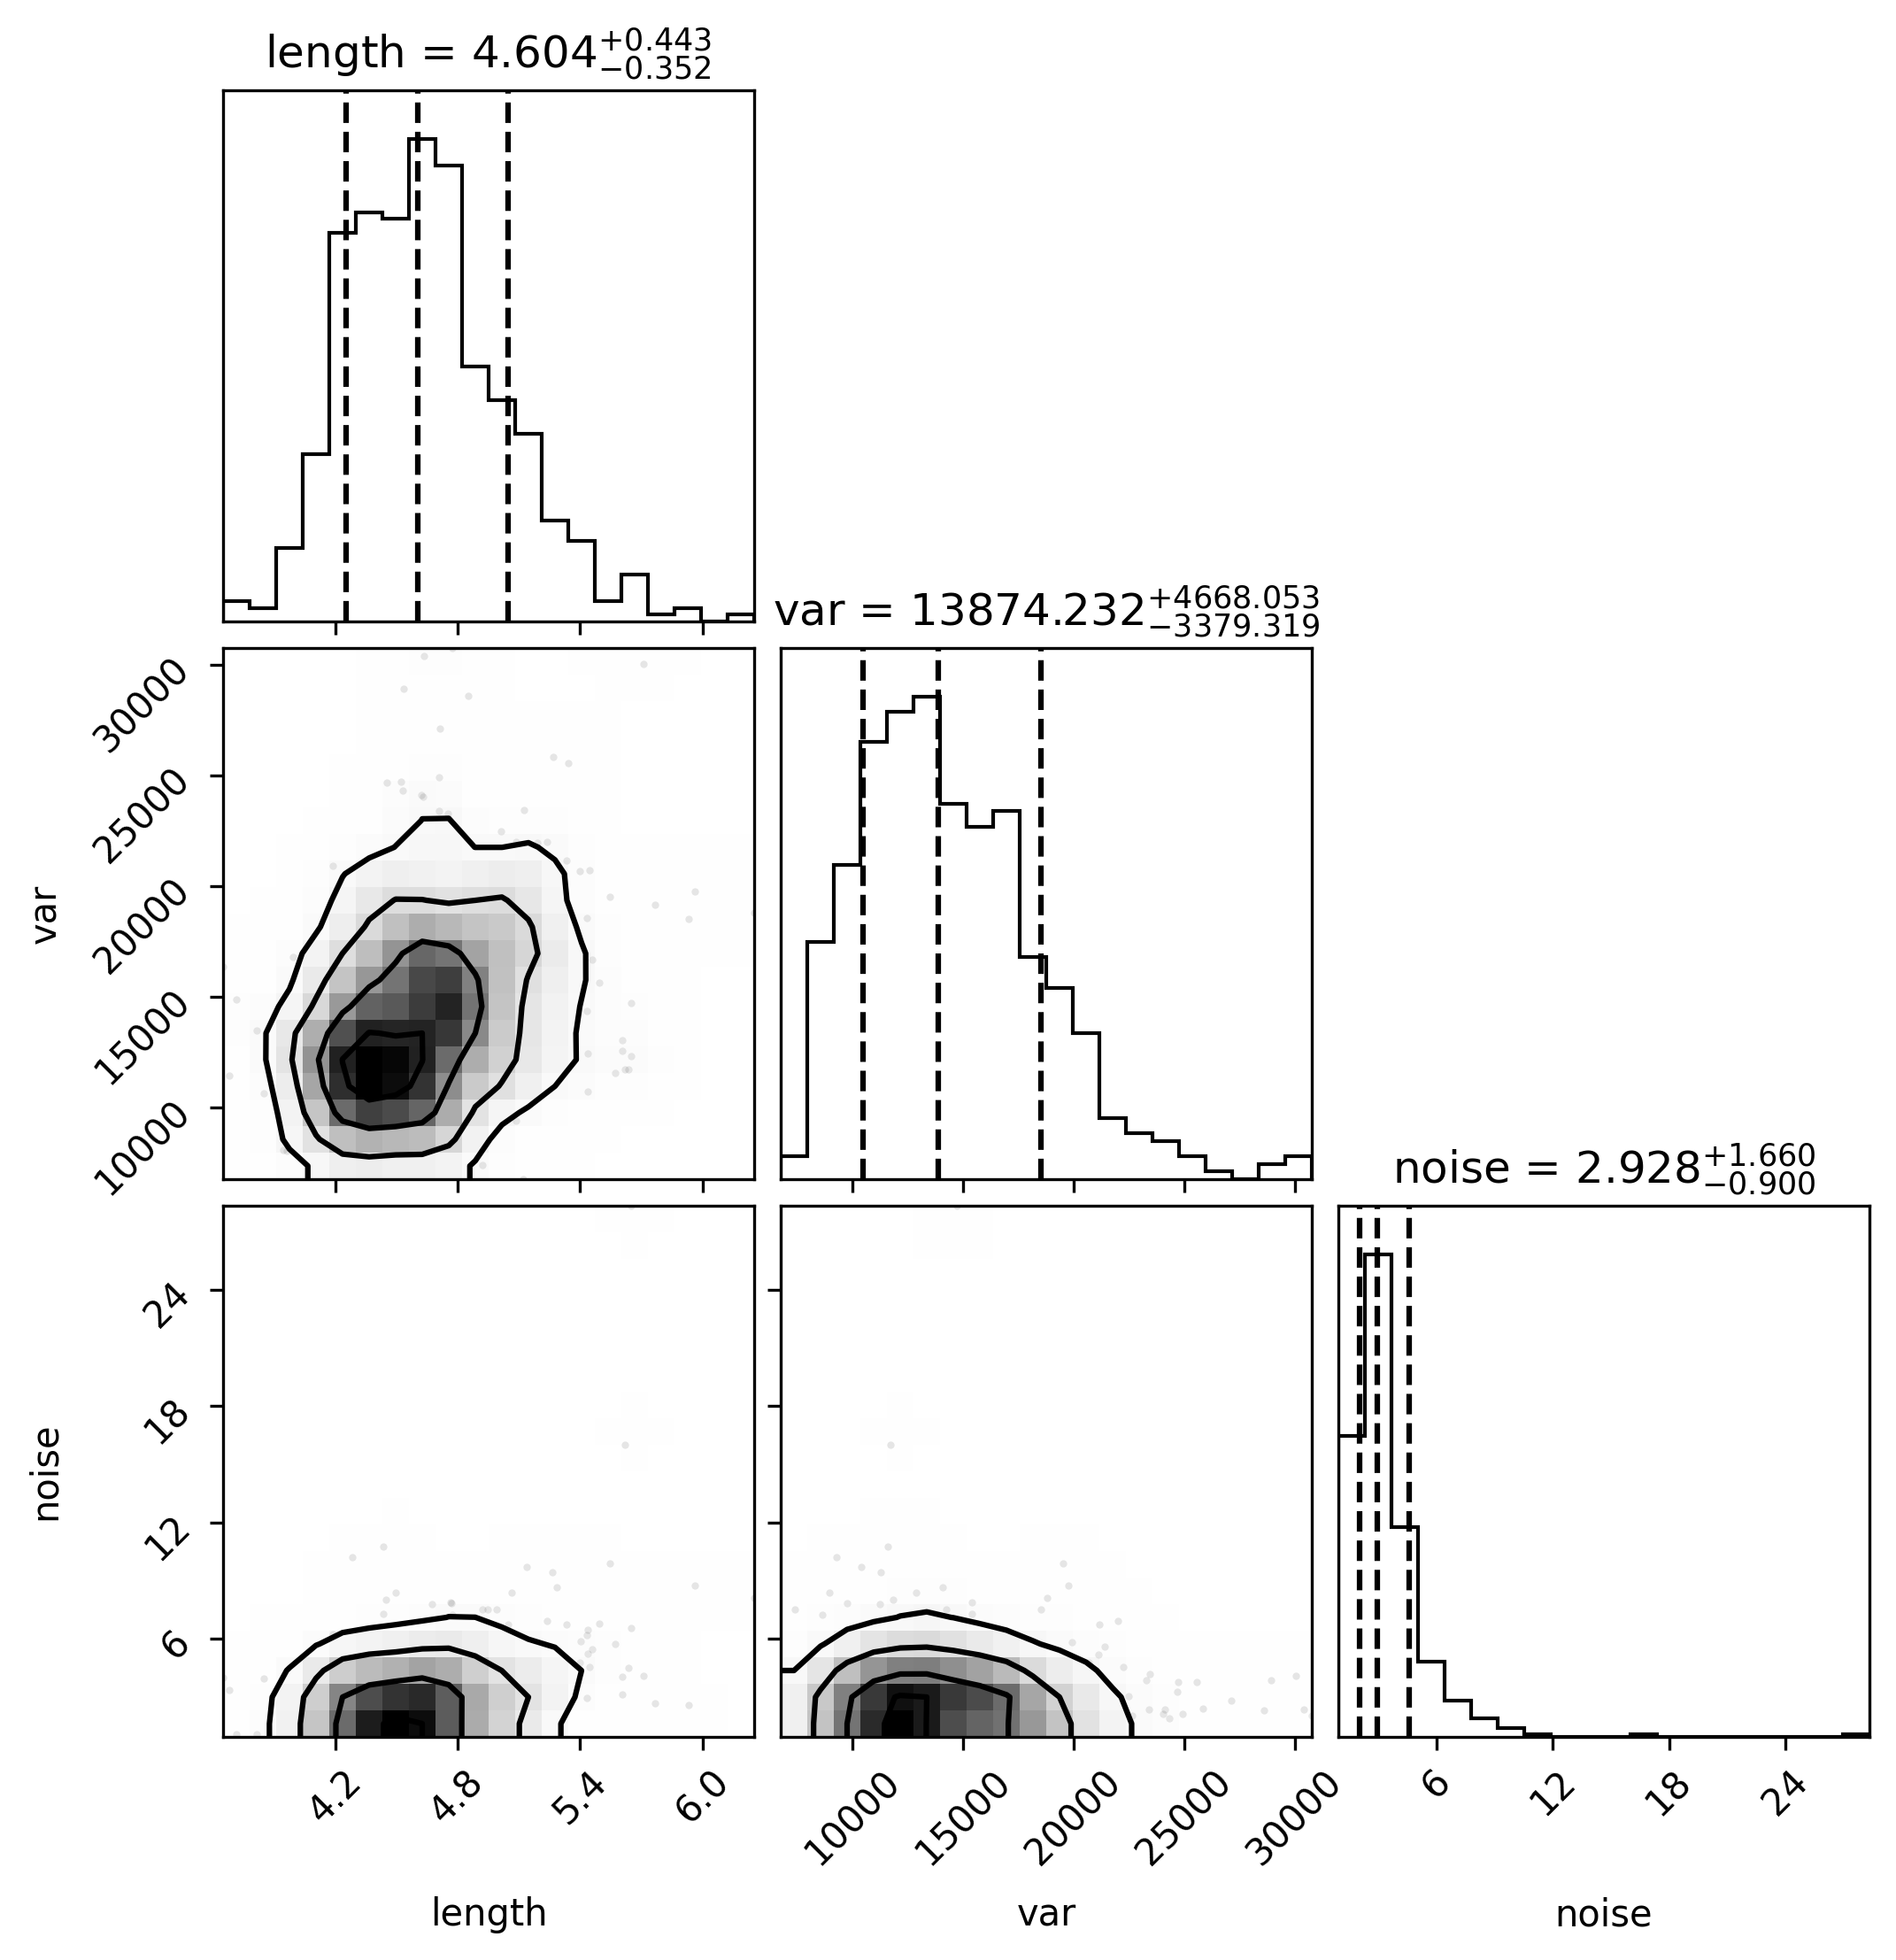 length = 4.604 +0.443 −0.352
var = 13874.232 +4668.053 −3379.319
30000
25000
20000
15000
10000
var
noise = 2.928 +1.660 −0.900
24
18
12
6
noise
4.2 4.8 5.4 6.0 10000 15000 20000 25000 30000 6 12 18 24
length var noise